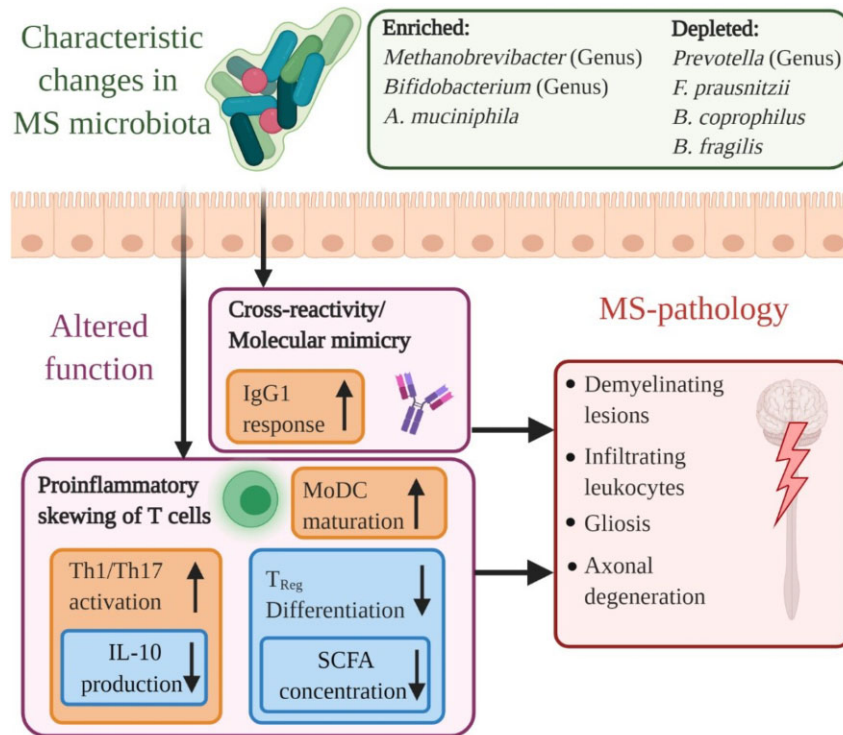 Characteristic
changes in
MS microbiota
Enriched:
Methanobrevibacter (Genus)
Bifidobacterium (Genus)
A. muciniphila
Depleted:
Prevotella (Genus)
F. prausnitzii
B. coprophilus
B. fragilis
Altered
function
Cross-reactivity/
Molecular mimicry
IgG1
response
Proinflammatory
skewing of T cells
MoDC
maturation
Th1/Th17
activation
IL-10
production
TReg
Differentiation
SCFA
concentration
MS-pathology
• Demyelinating
lesions
• Infiltrating
leukocytes
• Gliosis
• Axonal
degeneration